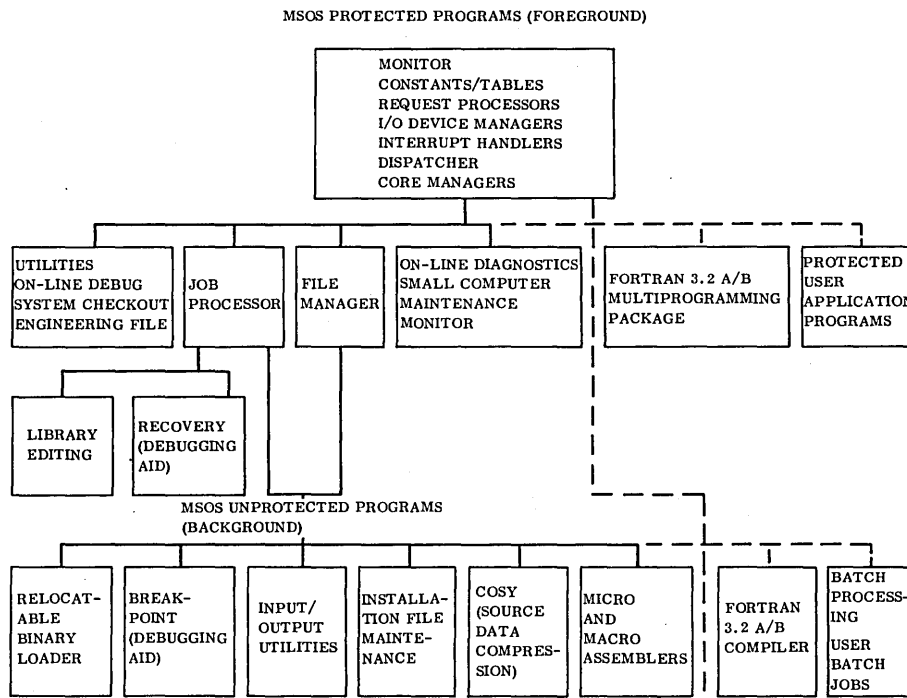 MSOS PROTECTED PROGRAMS (FOREGROUND)
MONITOR
CONSTANTS/TABLES
REQUEST PROCESSORS
I/O DEVICE MANAGERS
INTERRUPT HANDLERS
DISPATCHER
CORE MANAGERS
UTILITIES
ON-LINE DEBUG
SYSTEM CHECKOUT
ENGINEERING FILE
JOB
PROCESSOR
FILE
MANAGER
ON-LINE DIAGNOSTICS
SMALL COMPUTER
MAINTENANCE
MONITOR
FORTRAN 3.2 A/B
MULTIPROGRAMMING
PACKAGE
PROTECTED
USER
APPLICATION
PROGRAMS
LIBRARY
EDITING
RECOVERY
(DEBUGGING
AID)
MSOS UNPROTECTED PROGRAMS
(BACKGROUND)
RELOCAT-
ABLE
BINARY
LOADER
BREAK-
POINT
(DEBUGGING
AID)
INPUT/
OUTPUT
UTILITIES
INSTALLA-
TION FILE
MAINTE-
NANCE
COSY
(SOURCE
DATA
COMPRES-
SION)
MICRO
AND
MACRO
ASSEMBLERS
FORTRAN
3.2 A/B
COMPILER
BATCH
PROCESS-
ING
USER
BATCH
JOBS